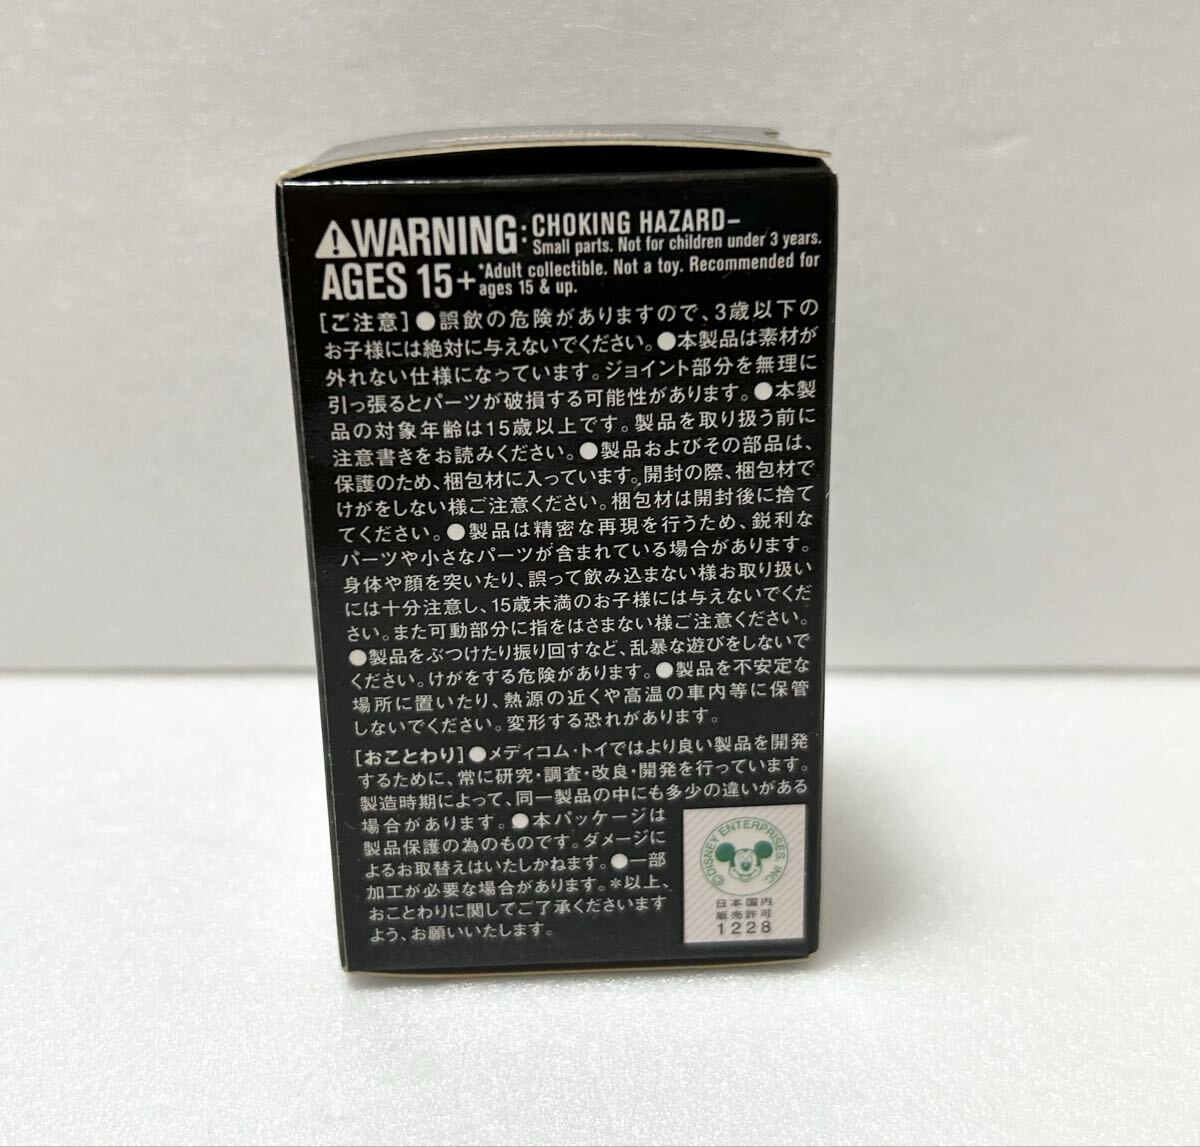 ⚠WARNING: CHOKING HAZARD–
Small parts. Not for children under 3 years.
AGES 15+ *Adult collectible. Not a toy. Recommended for
ages 15 & up.
[ご注意]●誤飲の危険がありますので、3歳以下の
お子様には絶対に与えないでください。●本製品は素材が
外れない仕様になっています。ジョイント部分を無理に
引っ張るとパーツが破損する可能性があります。●本製
品の対象年齢は15歳以上です。製品を取り扱う前に
注意書きをお読みください。●製品およびその部品は、
保護のため、梱包材に入っています。開封の際、梱包材で
けがをしない様ご注意ください。梱包材は開封後に捨て
てください。●製品は精密な再現を行うため、鋭利な
パーツや小さなパーツが含まれている場合があります。
身体や顔を突いたり、誤って飲み込まない様お取り扱い
には十分注意し、15歳未満のお子様には与えないでくだ
さい。また可動部分に指をはさまない様ご注意ください。
●製品をぶつけたり振り回すなど、乱暴な遊びをしないで
ください。けがをする危険があります。●製品を不安定な
場所に置いたり、熱源の近くや高温の車内等に保管
しないでください。変形する恐れがあります。
[おことわり]●メディコム・トイではより良い製品を開発
するために、常に研究・調査・改良・開発を行っています。
製造時期によって、同一製品の中にも多少の違いがある
場合があります。●本パッケージは
製品保護の為のものです。ダメージに
よるお取替えはいたしかねます。●一部
加工が必要な場合があります。*以上、
おことわりに関してご了承くださいます
よう、お願いいたします。
©DISNEY ENTERPRISES, INC.
日本国内
販売許可
1228